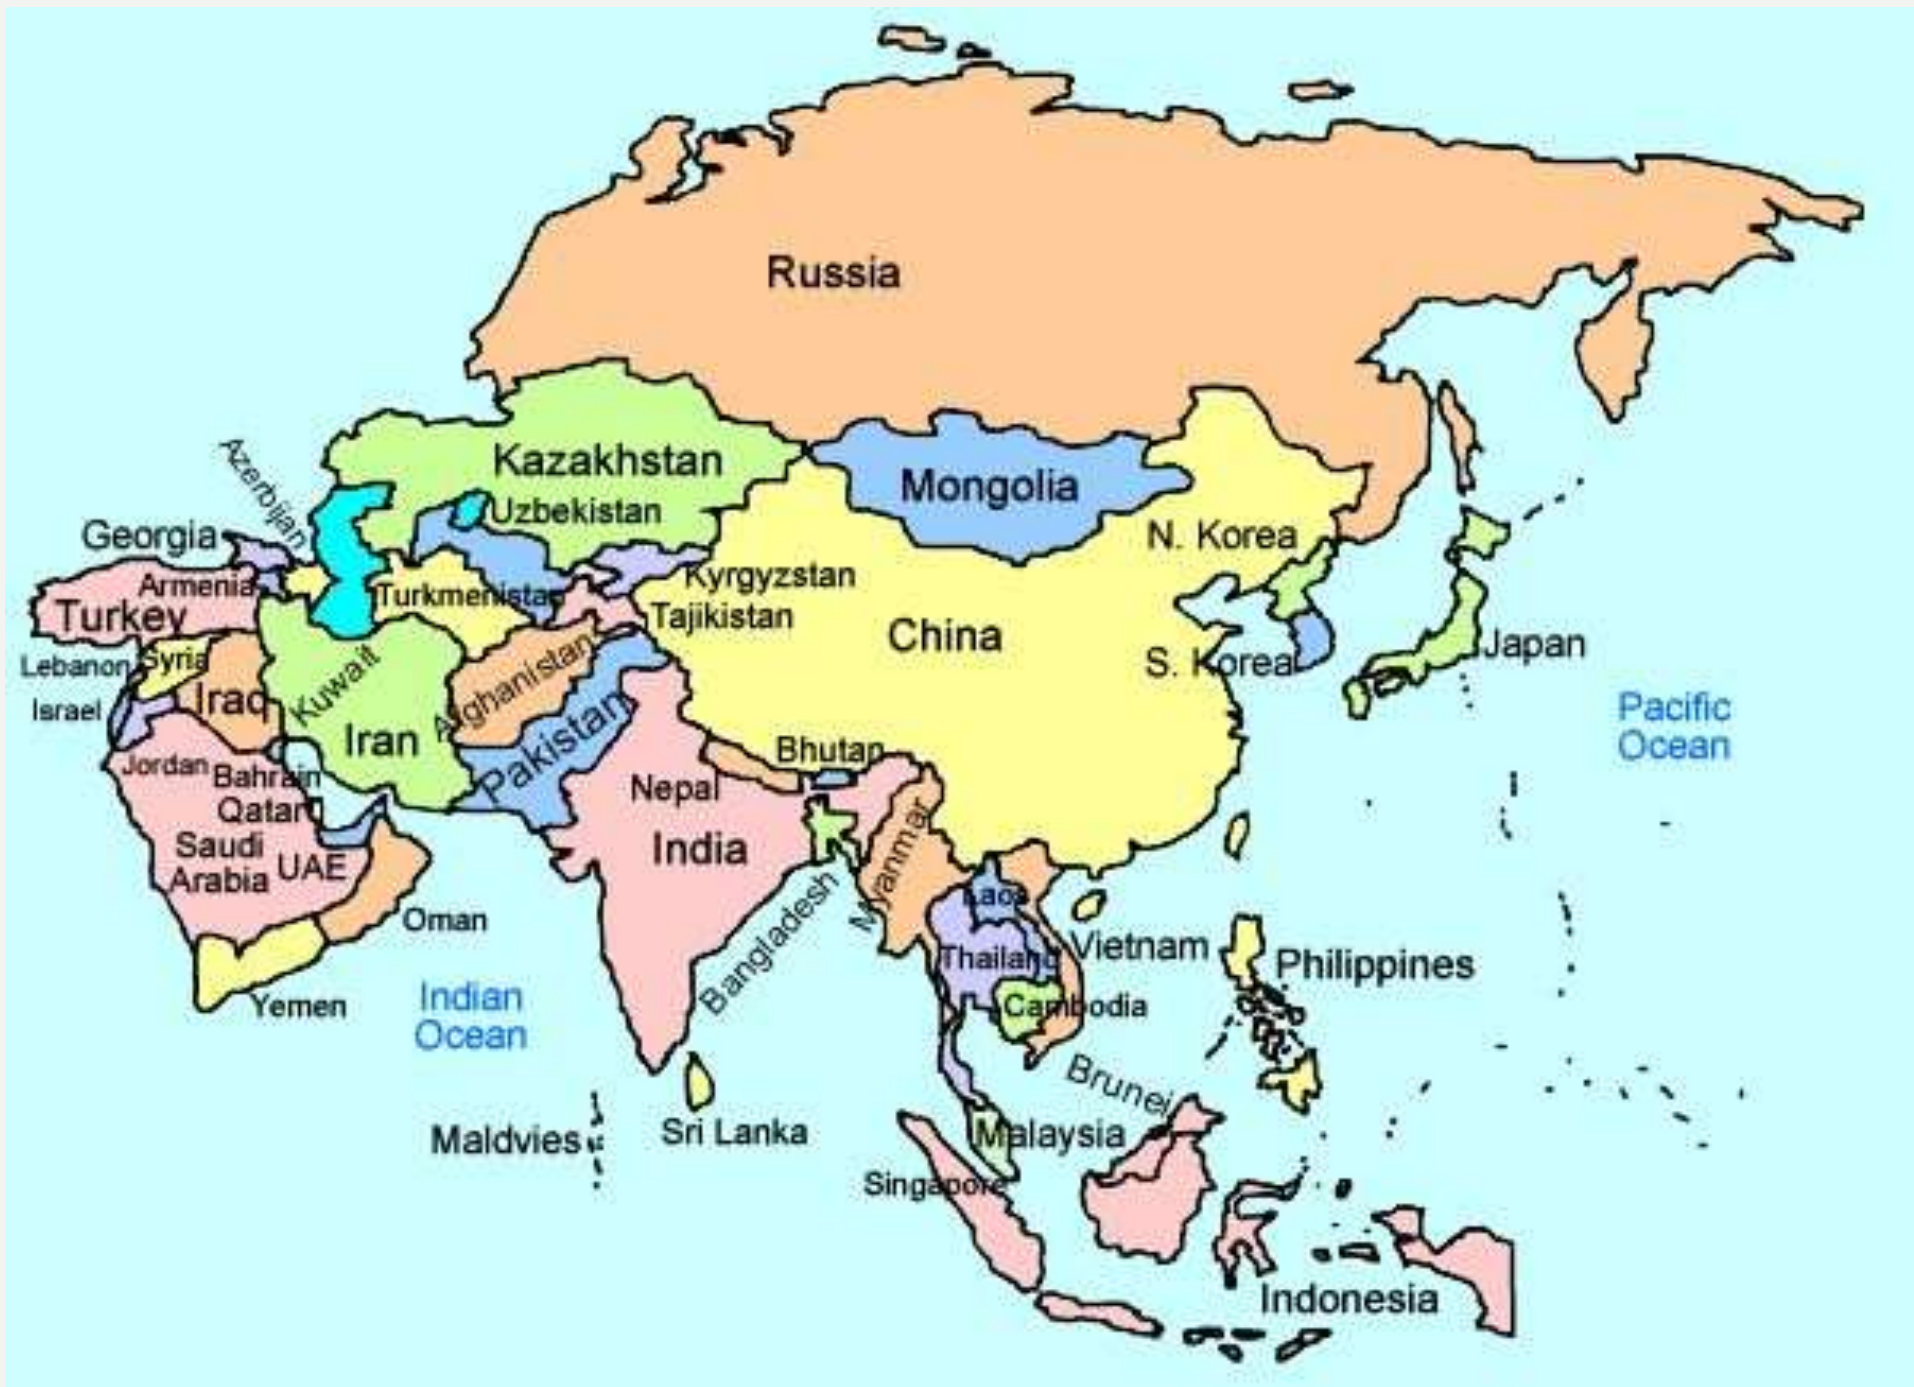 Russia
Kazakhstan
Mongolia
Azerbijan
Uzbekistan
Georgia
N. Korea
Armenia
Turkmenistan
Kyrgyzstan
Turkey
Tajikistan
China
Japan
Lebanon
Syria
Afghanistan
S. Korea
Israel
Iraq
Kuwait
Iran
Pakistan
Pacific
Ocean
Jordan
Bahrain
Bhutan
Nepal
Qatar
Saudi
Arabia
UAE
India
Myanmar
Laos
Oman
Bangladesh
Vietnam
Thailand
Philippines
Yemen
Indian
Ocean
Cambodia
Brunei
Maldvies
Sri Lanka
Malaysia
Singapore
Indonesia